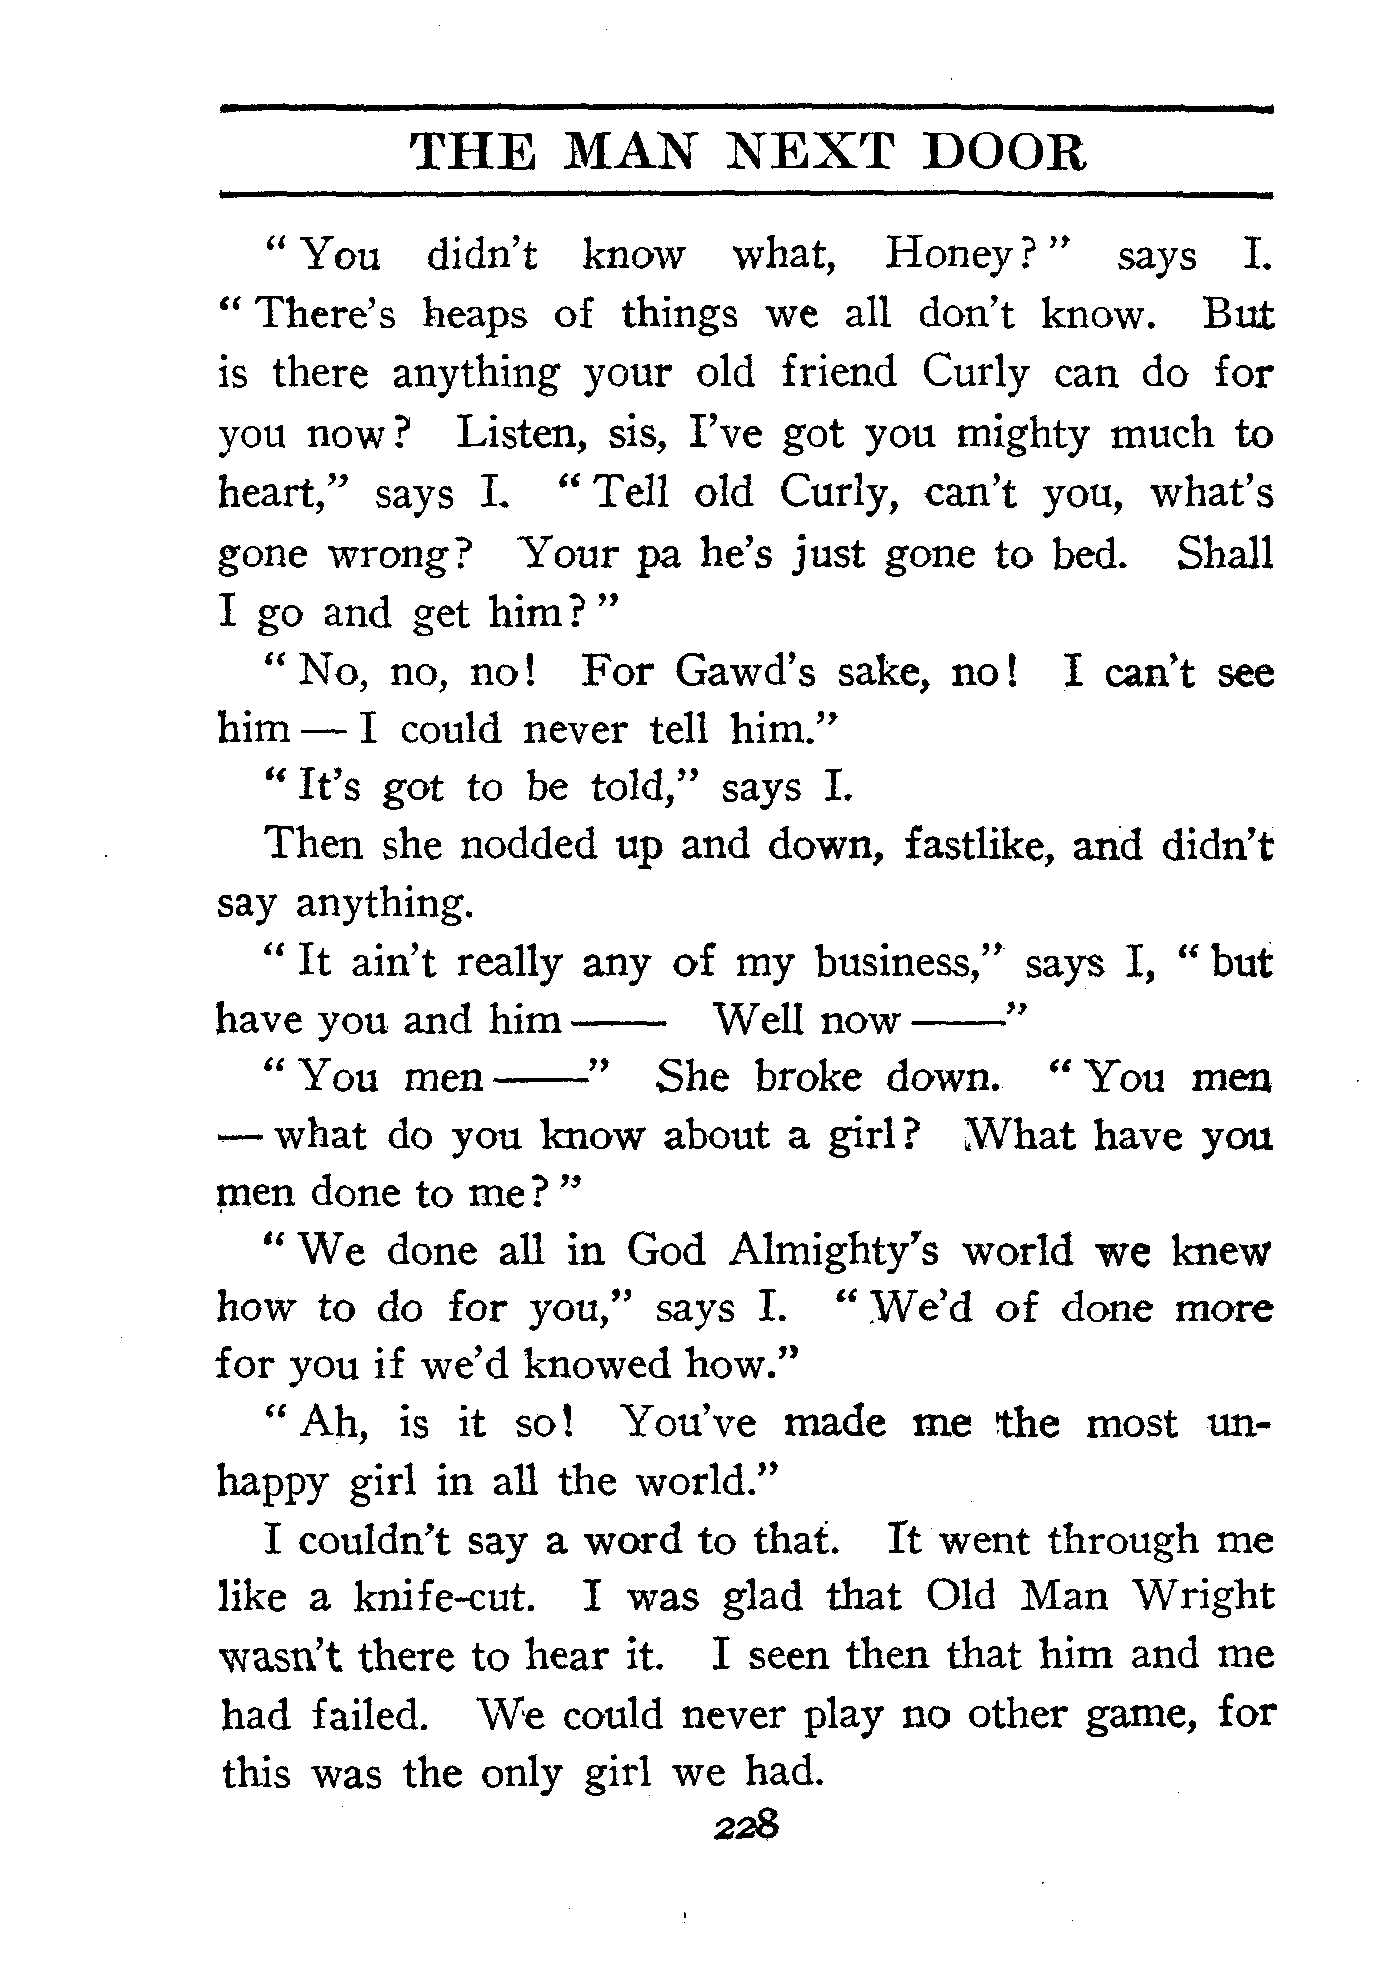 THE MAN NEXT DOOR
"You didn't know what, Honey?" says I.
"There's heaps of things we all don't know. But
is there anything your old friend Curly can do for
you now? Listen, sis, I've got you mighty much to
heart," says I. "Tell old Curly, can't you, what's
gone wrong? Your pa he's just gone to bed. Shall
I go and get him?"
"No, no, no! For Gawd's sake, no! I can't see
him — I could never tell him."
"It's got to be told," says I.
Then she nodded up and down, fastlike, and didn't
say anything.
"It ain't really any of my business," says I, "but
have you and him —— Well now ——"
"You men ——" She broke down. "You men
— what do you know about a girl? What have you
men done to me?"
"We done all in God Almighty's world we knew
how to do for you," says I. "We'd of done more
for you if we'd knowed how."
"Ah, is it so! You've made me the most un-
happy girl in all the world."
I couldn't say a word to that. It went through me
like a knife-cut. I was glad that Old Man Wright
wasn't there to hear it. I seen then that him and me
had failed. We could never play no other game, for
this was the only girl we had.
228